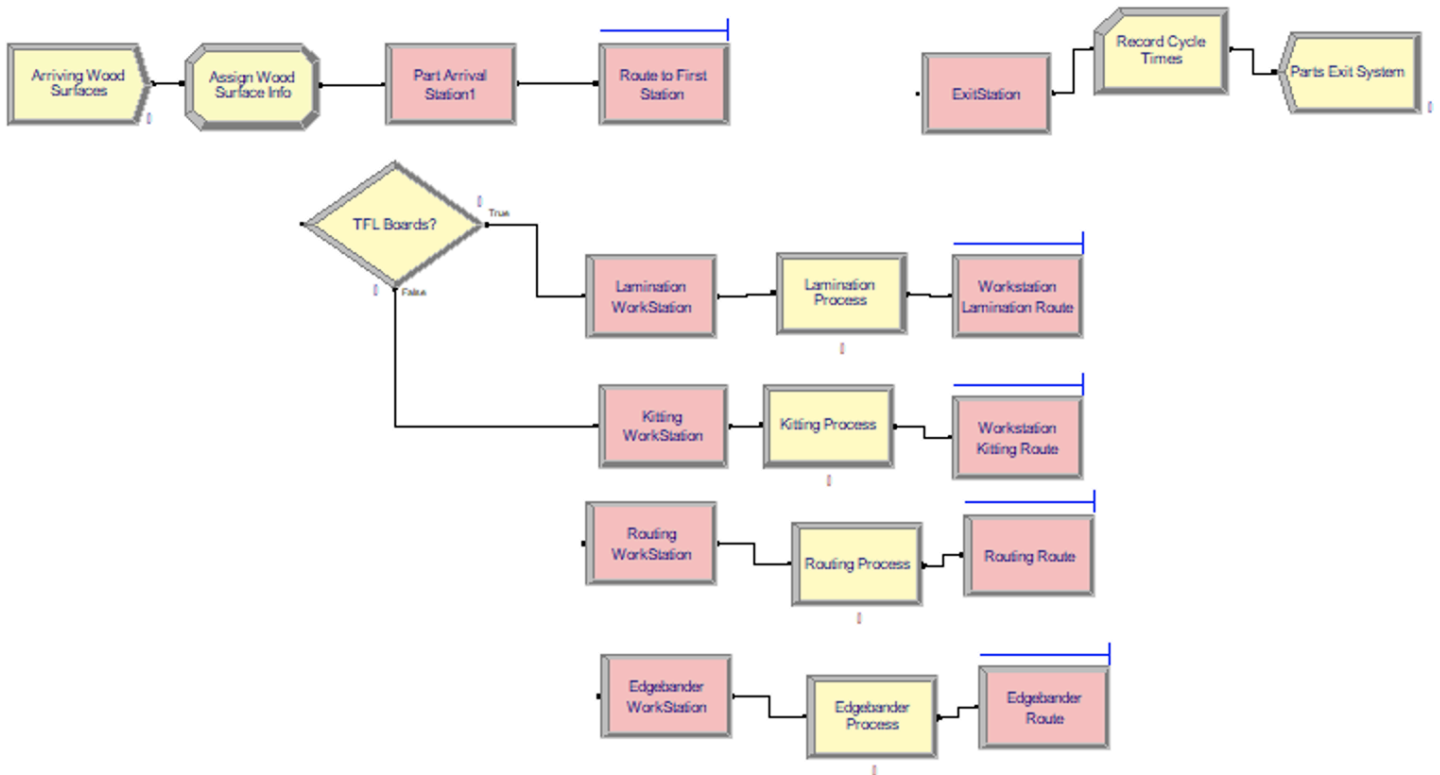 Arriving Wood
Surfaces
Assign Wood
Surface Info
Part Arrival
Station1
Route to First
Station
ExitStation
Record Cycle
Times
Parts Exit System
TFL Boards?
True
False
Lamination
WorkStation
Lamination
Process
Workstation
Lamination Route
Kitting
WorkStation
Kitting Process
Workstation
Kitting Route
Routing
WorkStation
Routing Process
Routing Route
Edgebander
WorkStation
Edgebander
Process
Edgebander
Route